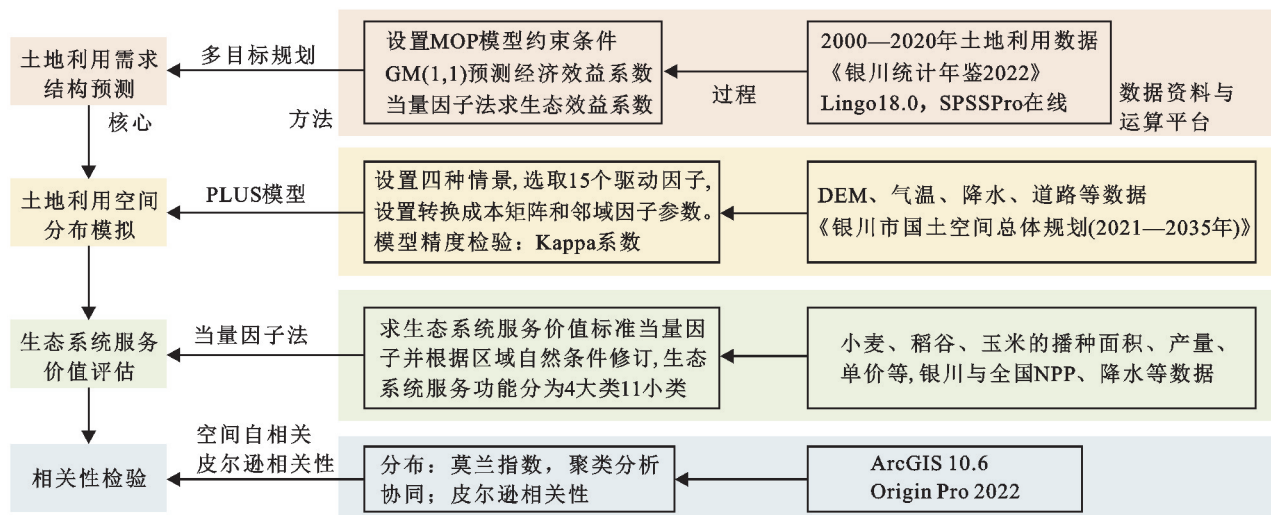 土地利用需求
结构预测
多目标规划
设置MOP模型约束条件
GM(1,1)预测经济效益系数
当量因子法求生态效益系数
过程
2000—2020年土地利用数据
《银川统计年鉴2022》
Lingo18.0，SPSSPro在线
数据资料与
运算平台
核心
方法
土地利用空间
分布模拟
PLUS模型
设置四种情景,选取15个驱动因子,
设置转换成本矩阵和邻域因子参数。
模型精度检验：Kappa系数
DEM、气温、降水、道路等数据
《银川市国土空间总体规划(2021—2035年)》
生态系统服务
价值评估
当量因子法
求生态系统服务价值标准当量因
子并根据区域自然条件修订,生态
系统服务功能分为4大类11小类
小麦、稻谷、玉米的播种面积、产量、
单价等,银川与全国NPP、降水等数据
相关性检验
空间自相关
皮尔逊相关性
分布：莫兰指数，聚类分析
协同；皮尔逊相关性
ArcGIS 10.6
Origin Pro 2022